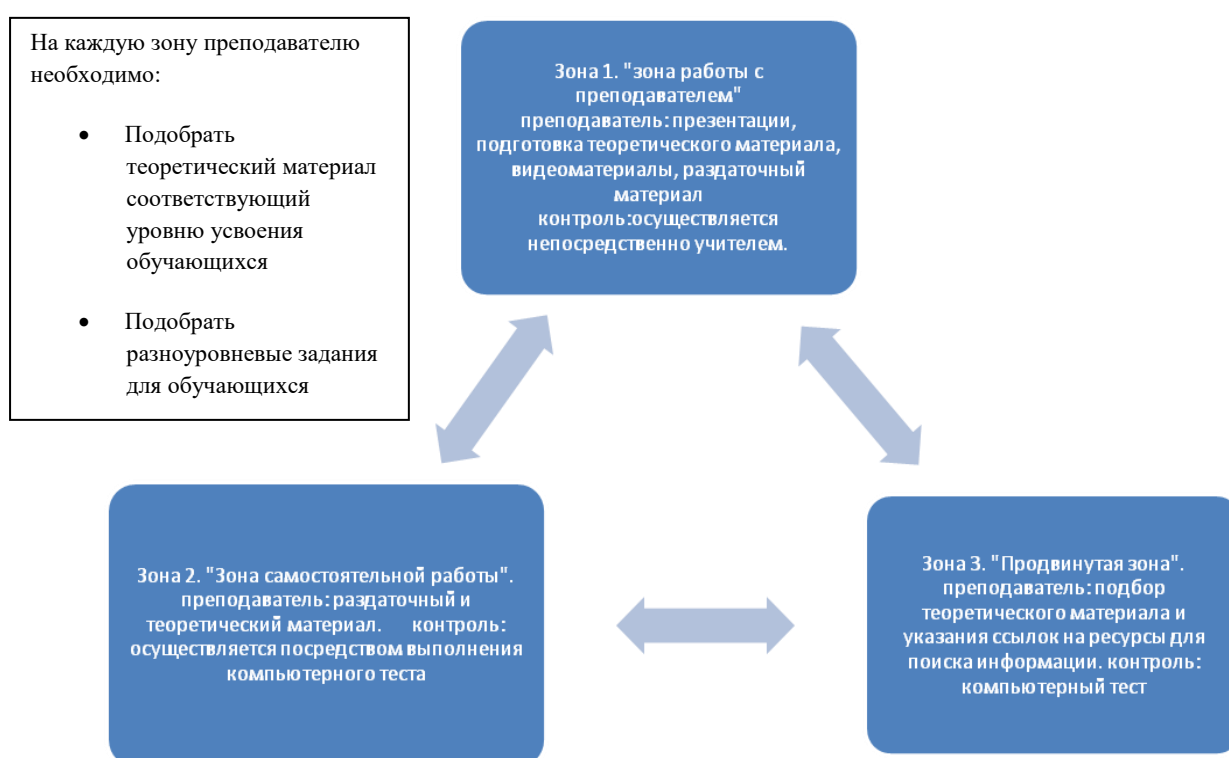 На каждую зону преподавателю
необходимо:
• Подобрать
теоретический материал
соответствующий
уровню усвоения
обучающихся
• Подобрать
разноуровневые задания
для обучающихся
Зона 1. "зона работы с
преподавателем"
преподаватель: презентации,
подготовка теоретического материала,
видеоматериалы, раздаточный
материал
контроль:осуществляется
непосредственно учителем.
Зона 2. "Зона самостоятельной работы".
преподаватель: раздаточный и
теоретический материал. контроль:
осуществляется посредством выполнения
компьютерного теста
Зона 3. "Продвинутая зона".
преподаватель: подбор
теоретического материала и
указания ссылок на ресурсы для
поиска информации. контроль:
компьютерный тест